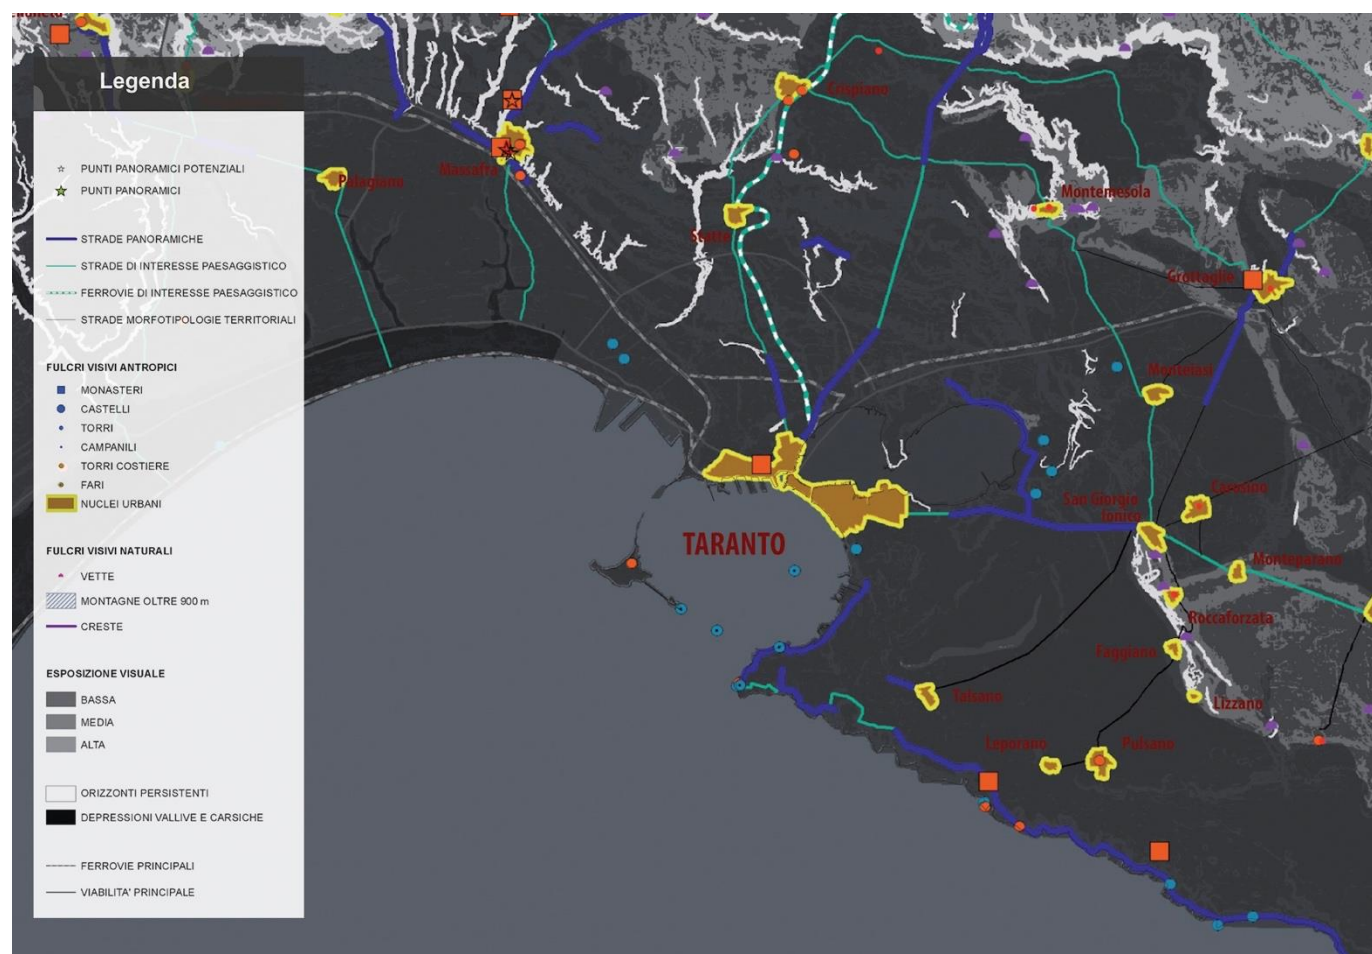 Legenda
PUNTI PANORAMICI POTENZIALI
PUNTI PANORAMICI
STRADE PANORAMICHE
STRADE DI INTERESSE PAESAGGISTICO
FERROVIE DI INTERESSE PAESAGGISTICO
STRADE MORFOTIPOLOGIE TERRITORIALI
FULCRI VISIVI ANTROPICI
MONASTERI
CASTELLI
TORRI
CAMPANILI
TORRI COSTIERE
FARI
NUCLEI URBANI
FULCRI VISIVI NATURALI
VETTE
MONTAGNE OLTRE 900 m
CRESTE
ESPOSIZIONE VISUALE
BASSA
MEDIA
ALTA
ORIZZONTI PERSISTENTI
DEPRESSIONI VALLIVE E CARSICHE
FERROVIE PRINCIPALI
VIABILITA' PRINCIPALE
Crispiano
Massafra
Palagiano
Montemesola
Statte
Grottaglie
Monteiasi
San Giorgio
Ionico
Carosino
TARANTO
Monteparano
Roccaforzata
Faggiano
Talsano
Lizzano
Leporano
Pulsano